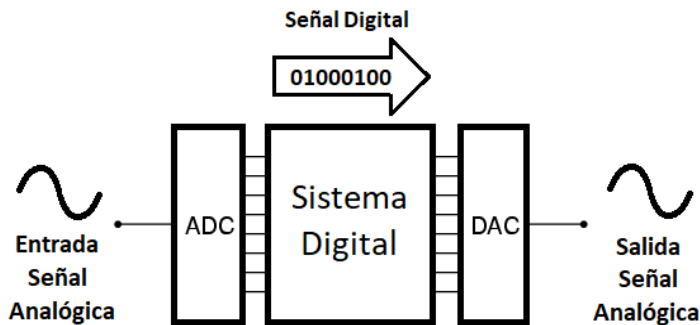 Señal Digital
01000100
ADC
Sistema
Digital
DAC
Entrada
Señal
Analógica
Salida
Señal
Analógica